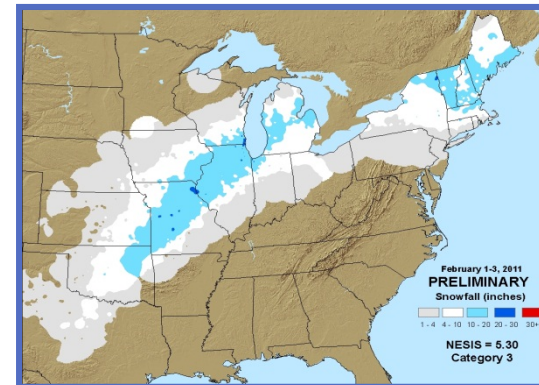 February 1-3, 2011
PRELIMINARY
Snowfall (inches)
1 - 4 4 - 10 10 - 20 20 - 30 30+
NESIS = 5.30
Category 3